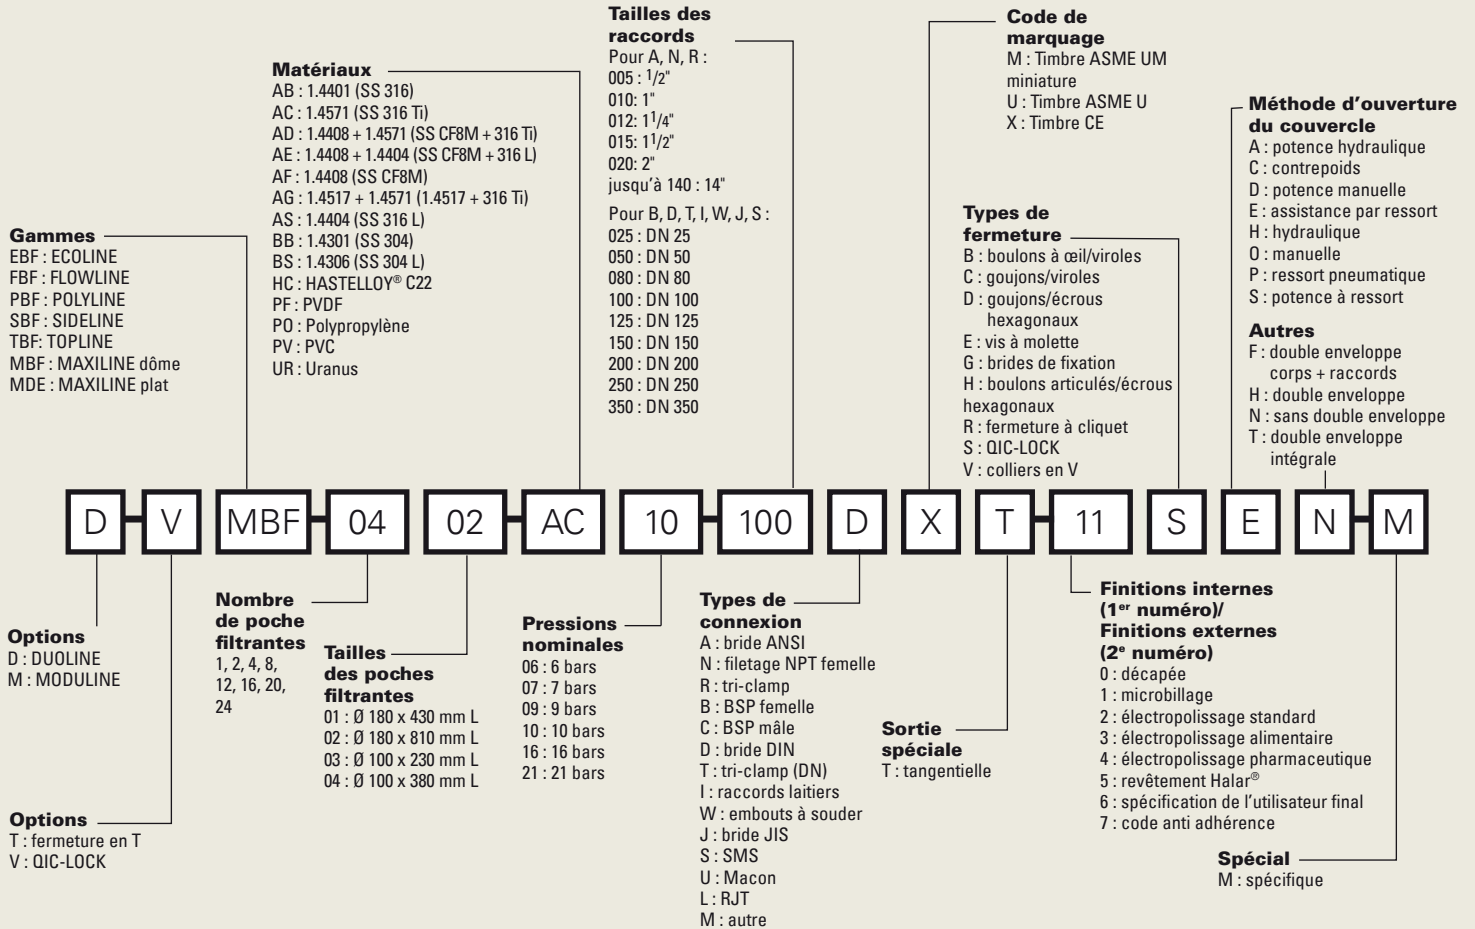 Gammes
EBF : ECOLINE
FBF : FLOWLINE
PBF : POLYLINE
SBF : SIDELINE
TBF: TOPLINE
MBF : MAXILINE dôme
MDE : MAXILINE plat
Matériaux
AB : 1.4401 (SS 316)
AC : 1.4571 (SS 316 Ti)
AD : 1.4408 + 1.4571 (SS CF8M + 316 Ti)
AE : 1.4408 + 1.4404 (SS CF8M + 316 L)
AF : 1.4408 (SS CF8M)
AG : 1.4517 + 1.4571 (1.4517 + 316 Ti)
AS : 1.4404 (SS 316 L)
BB : 1.4301 (SS 304)
BS : 1.4306 (SS 304 L)
HC : HASTELLOY® C22
PF : PVDF
PO : Polypropylène
PV : PVC
UR : Uranus
Tailles des
raccords
Pour A, N, R :
005 : 1/2"
010: 1"
012: 11/4"
015: 11/2"
020: 2"
jusqu'à 140 : 14"
Pour B, D, T, I, W, J, S :
025 : DN 25
050 : DN 50
080 : DN 80
100 : DN 100
125 : DN 125
150 : DN 150
200 : DN 200
250 : DN 250
350 : DN 350
Code de
marquage
M : Timbre ASME UM
miniature
U : Timbre ASME U
X : Timbre CE
Types de
fermeture
B : boulons à œil/viroles
C : goujons/viroles
D : goujons/écrous
hexagonaux
E : vis à molette
G : brides de fixation
H : boulons articulés/écrous
hexagonaux
R : fermeture à cliquet
S : QIC-LOCK
V : colliers en V
Méthode d'ouverture
du couvercle
A : potence hydraulique
C : contrepoids
D : potence manuelle
E : assistance par ressort
H : hydraulique
O : manuelle
P : ressort pneumatique
S : potence à ressort
Autres
F : double enveloppe
corps + raccords
H : double enveloppe
N : sans double enveloppe
T : double enveloppe
intégrale
D V MBF 04 02 AC 10 100 D X T 11 S E N M
Options
D : DUOLINE
M : MODULINE
Options
T : fermeture en T
V : QIC-LOCK
Nombre
de poche
filtrantes
1, 2, 4, 8,
12, 16, 20,
24
Tailles
des poches
filtrantes
01 : Ø 180 x 430 mm L
02 : Ø 180 x 810 mm L
03 : Ø 100 x 230 mm L
04 : Ø 100 x 380 mm L
Pressions
nominales
06 : 6 bars
07 : 7 bars
09 : 9 bars
10 : 10 bars
16 : 16 bars
21 : 21 bars
Types de
connexion
A : bride ANSI
N : filetage NPT femelle
R : tri-clamp
B : BSP femelle
C : BSP mâle
D : bride DIN
T : tri-clamp (DN)
I : raccords laitiers
W : embouts à souder
J : bride JIS
S : SMS
U : Macon
L : RJT
M : autre
Sortie
spéciale
T : tangentielle
Finitions internes
(1er numéro)/
Finitions externes
(2e numéro)
0 : décapée
1 : microbillage
2 : électropolissage standard
3 : électropolissage alimentaire
4 : électropolissage pharmaceutique
5 : revêtement Halar®
6 : spécification de l'utilisateur final
7 : code anti adhérence
Spécial
M : spécifique